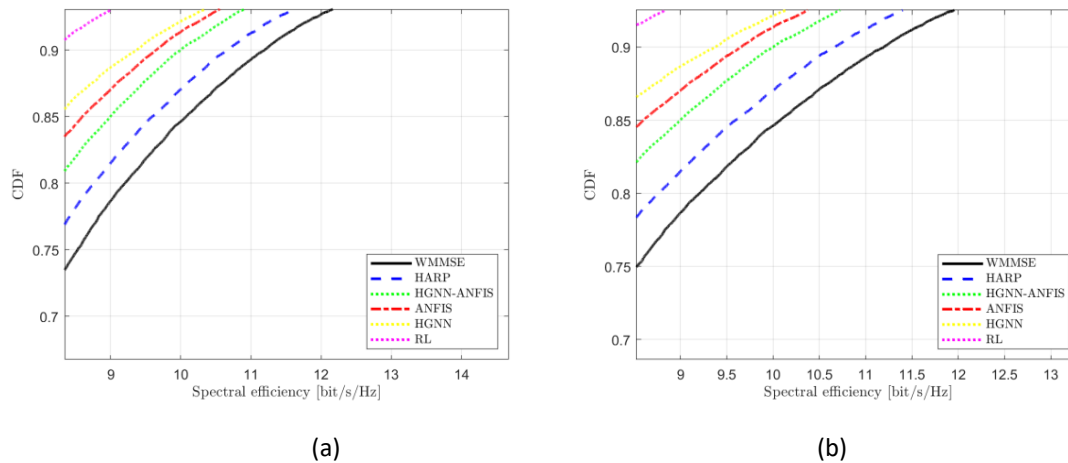 0.9
0.85
0.8
0.75
0.7
CDF
WMMSE
HARP
HGNN-ANFIS
ANFIS
HGNN
RL
9 10 11 12 13 14
Spectral efficiency [bit/s/Hz]
(a)
0.9
0.85
0.8
0.75
0.7
CDF
WMMSE
HARP
HGNN-ANFIS
ANFIS
HGNN
RL
9 9.5 10 10.5 11 11.5 12 12.5 13
Spectral efficiency [bit/s/Hz]
(b)